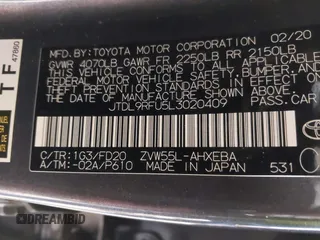 47860
TF
MFD. BY: TOYOTA MOTOR CORPORATION 02/20
GVWR 4070LB GAWR FR 2250LB RR 2150LB
THIS VEHICLE CONFORMS TO ALL APPLICABLE
FEDERAL MOTOR VEHICLE SAFETY, BUMPER, AND
THEFT PREVENTION STANDARDS IN EFFECT ON THE
DATE OF MANUFACTURE SHOWN ABOVE.
JTDL9RFU5L3020409 PASS.CAR
C/TR:1G3/FD20 ZVW55L-AHXEBA
A/TM:-02A/P610 MADE IN JAPAN 531
DREAMBID